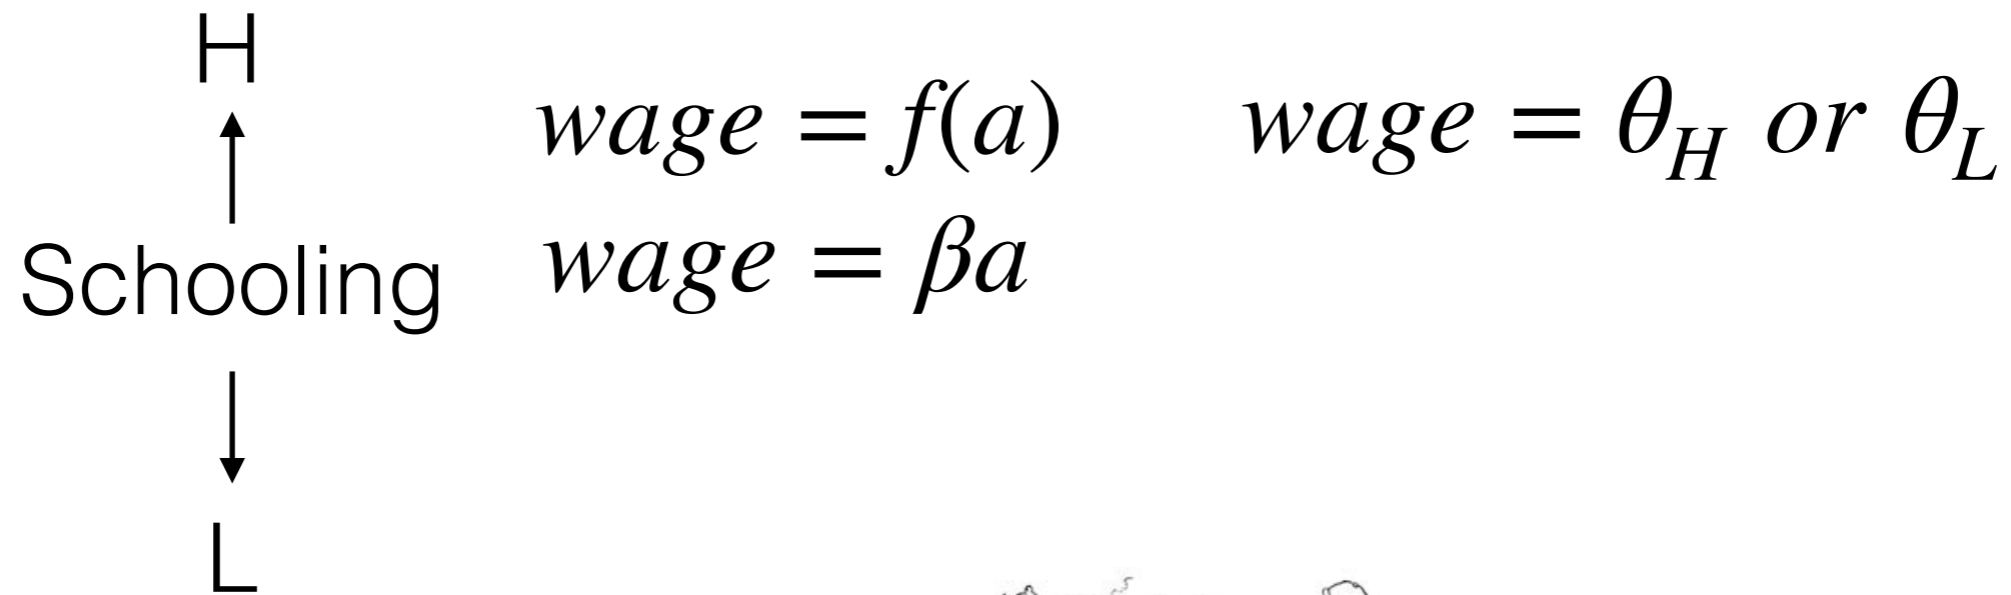 H
Schooling
L
wage = f(a)
wage = βa
wage = θ_H or θ_L